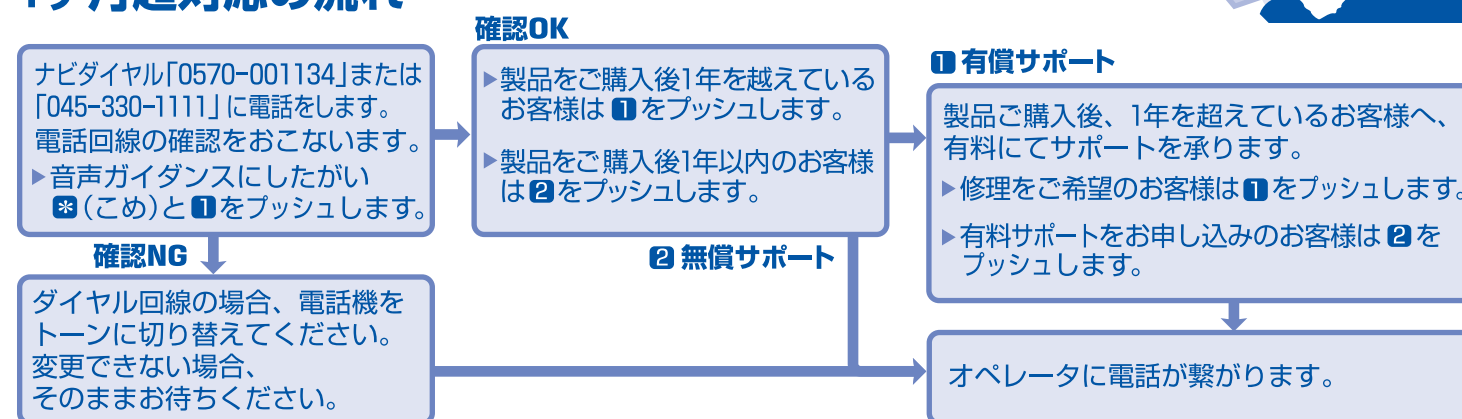 確認OK
ナビダイヤル「0570-001134」または
「045-330-1111」に電話をします。
電話回線の確認をおこないます。
▶音声ガイダンスにしたがい
＊(こめ)と1をプッシュします。
▶製品をご購入後1年を越えている
お客様は1をプッシュします。
▶製品をご購入後1年以内のお客様
は2をプッシュします。
1 有償サポート
製品ご購入後、1年を超えているお客様へ、
有料にてサポートを承ります。
▶修理をご希望のお客様は1をプッシュします。
▶有料サポートをお申し込みのお客様は2を
プッシュします。
確認NG
2 無償サポート
ダイヤル回線の場合、電話機を
トーンに切り替えてください。
変更できない場合、
そのままお待ちください。
オペレータに電話が繋がります。